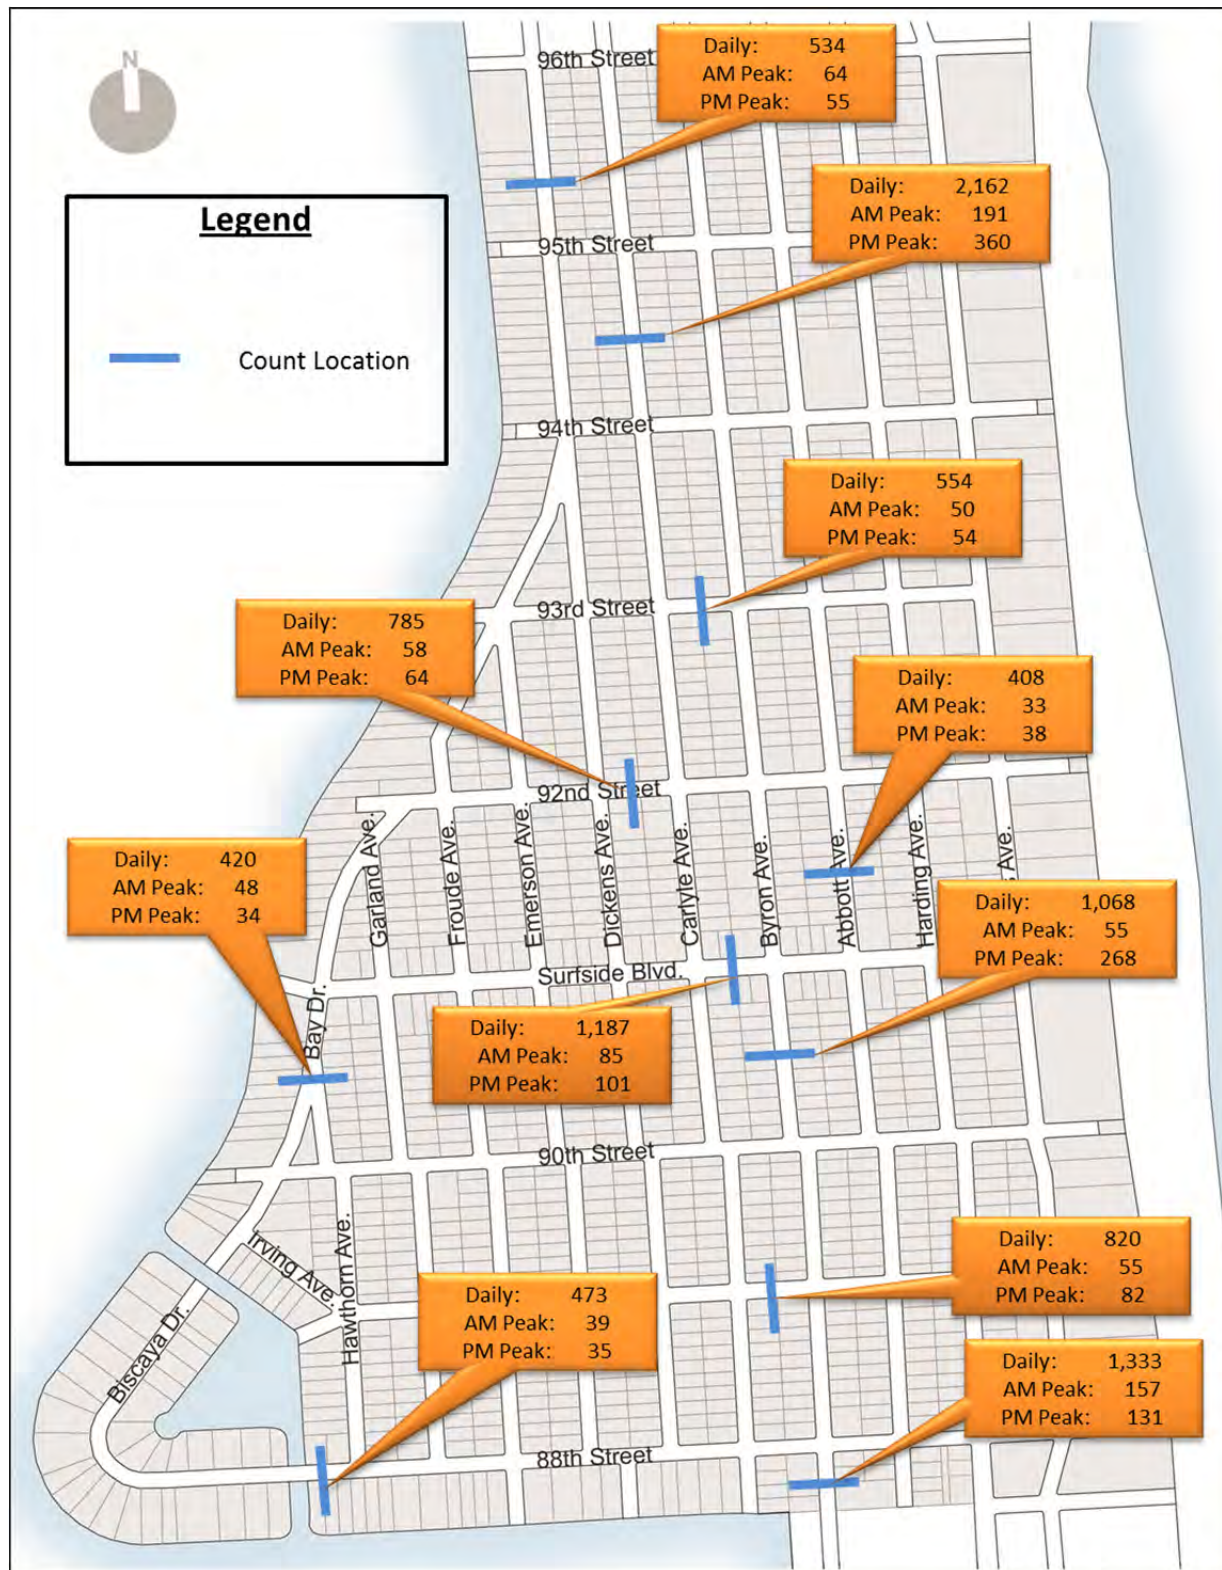 N
96th Street
Daily: 534
AM Peak: 64
PM Peak: 55
Daily: 2,162
AM Peak: 191
PM Peak: 360
Legend
Count Location
95th Street
94th Street
Daily: 554
AM Peak: 50
PM Peak: 54
93rd Street
Daily: 785
AM Peak: 58
PM Peak: 64
Daily: 408
AM Peak: 33
PM Peak: 38
92nd Street
Garland Ave.
Froude Ave.
Emerson Ave.
Dickens Ave.
Carlyle Ave.
Byron Ave.
Abbott Ave.
Harding Ave.
Ave.
Daily: 420
AM Peak: 48
PM Peak: 34
Daily: 1,068
AM Peak: 55
PM Peak: 268
Surfside Blvd.
Bay Dr.
Daily: 1,187
AM Peak: 85
PM Peak: 101
90th Street
Irving Ave.
Hawthorn Ave.
Biscaya Dr.
Daily: 820
AM Peak: 55
PM Peak: 82
Daily: 473
AM Peak: 39
PM Peak: 35
Daily: 1,333
AM Peak: 157
PM Peak: 131
88th Street